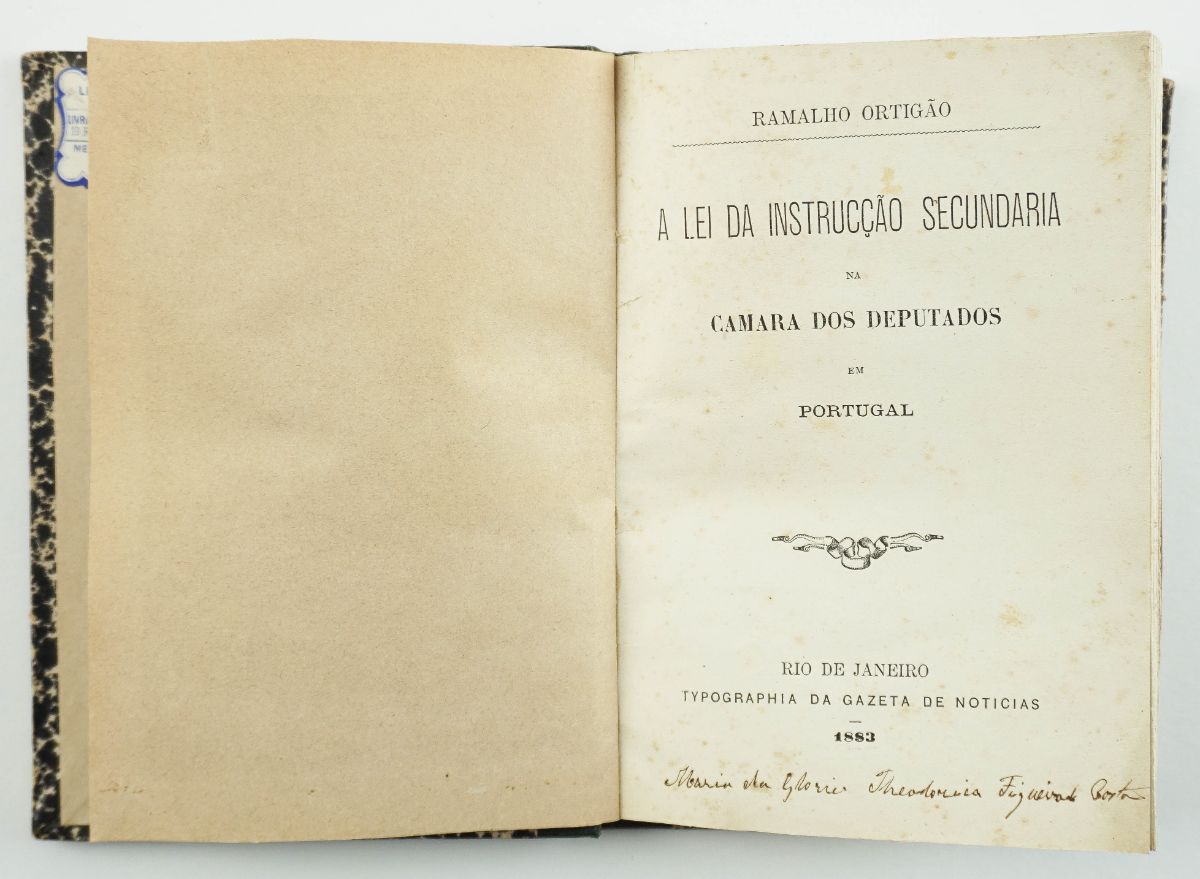 RAMALHO ORTIGÃO
A LEI DA INSTRUCÇÃO SECUNDARIA
NA
CAMARA DOS DEPUTADOS
EM
PORTUGAL
RIO DE JANEIRO
TYPOGRAPHIA DA GAZETA DE NOTICIAS
1883
Maria da Gloria Theodorica Costa